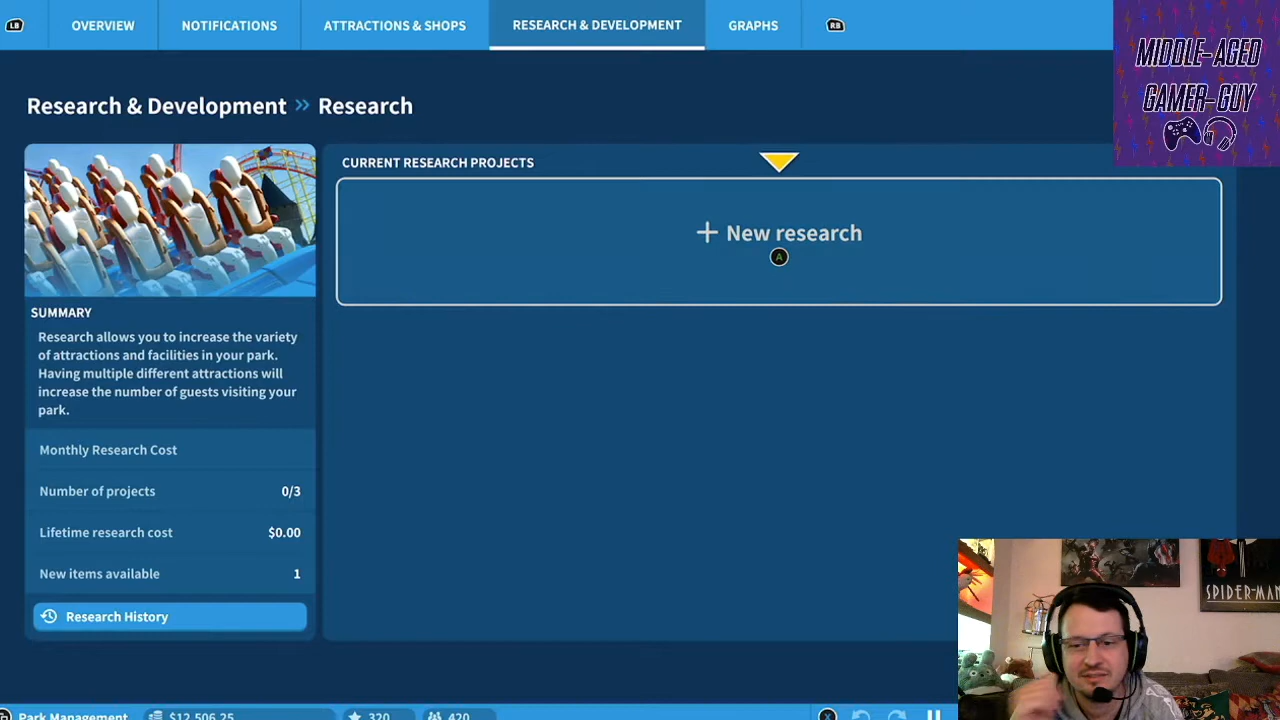 LB
OVERVIEW
NOTIFICATIONS
ATTRACTIONS & SHOPS
RESEARCH & DEVELOPMENT
GRAPHS
RB
MIDDLE-AGED
GAMER-GUY
Research & Development » Research
CURRENT RESEARCH PROJECTS
+ New research
A
SUMMARY
Research allows you to increase the variety
of attractions and facilities in your park.
Having multiple different attractions will
increase the number of guests visiting your
park.
Monthly Research Cost
Number of projects 0/3
Lifetime research cost $0.00
New items available 1
Research History
SPIDER-MAN
Park Management $12,506.25 320 420
X